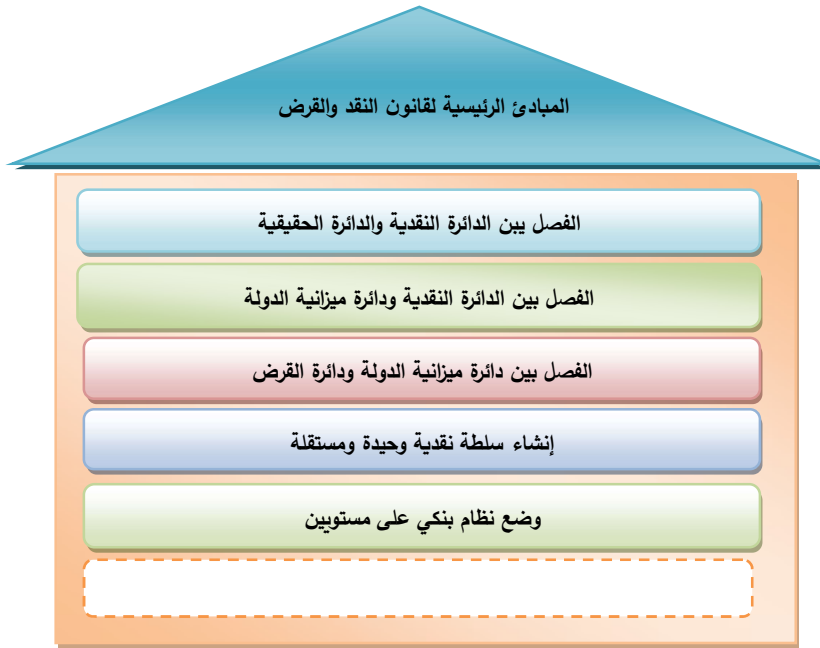 المبادئ الرئيسية لقانون النقد والقرض
الفصل يبن الدائرة النقدية والدائرة الحقيقية
الفصل بين الدائرة النقدية ودائرة ميزانية الدولة
الفصل بين دائرة ميزانية الدولة ودائرة القرض
إنشاء سلطة نقدية وحيدة ومستقلة
وضع نظام بنكي على مستويين